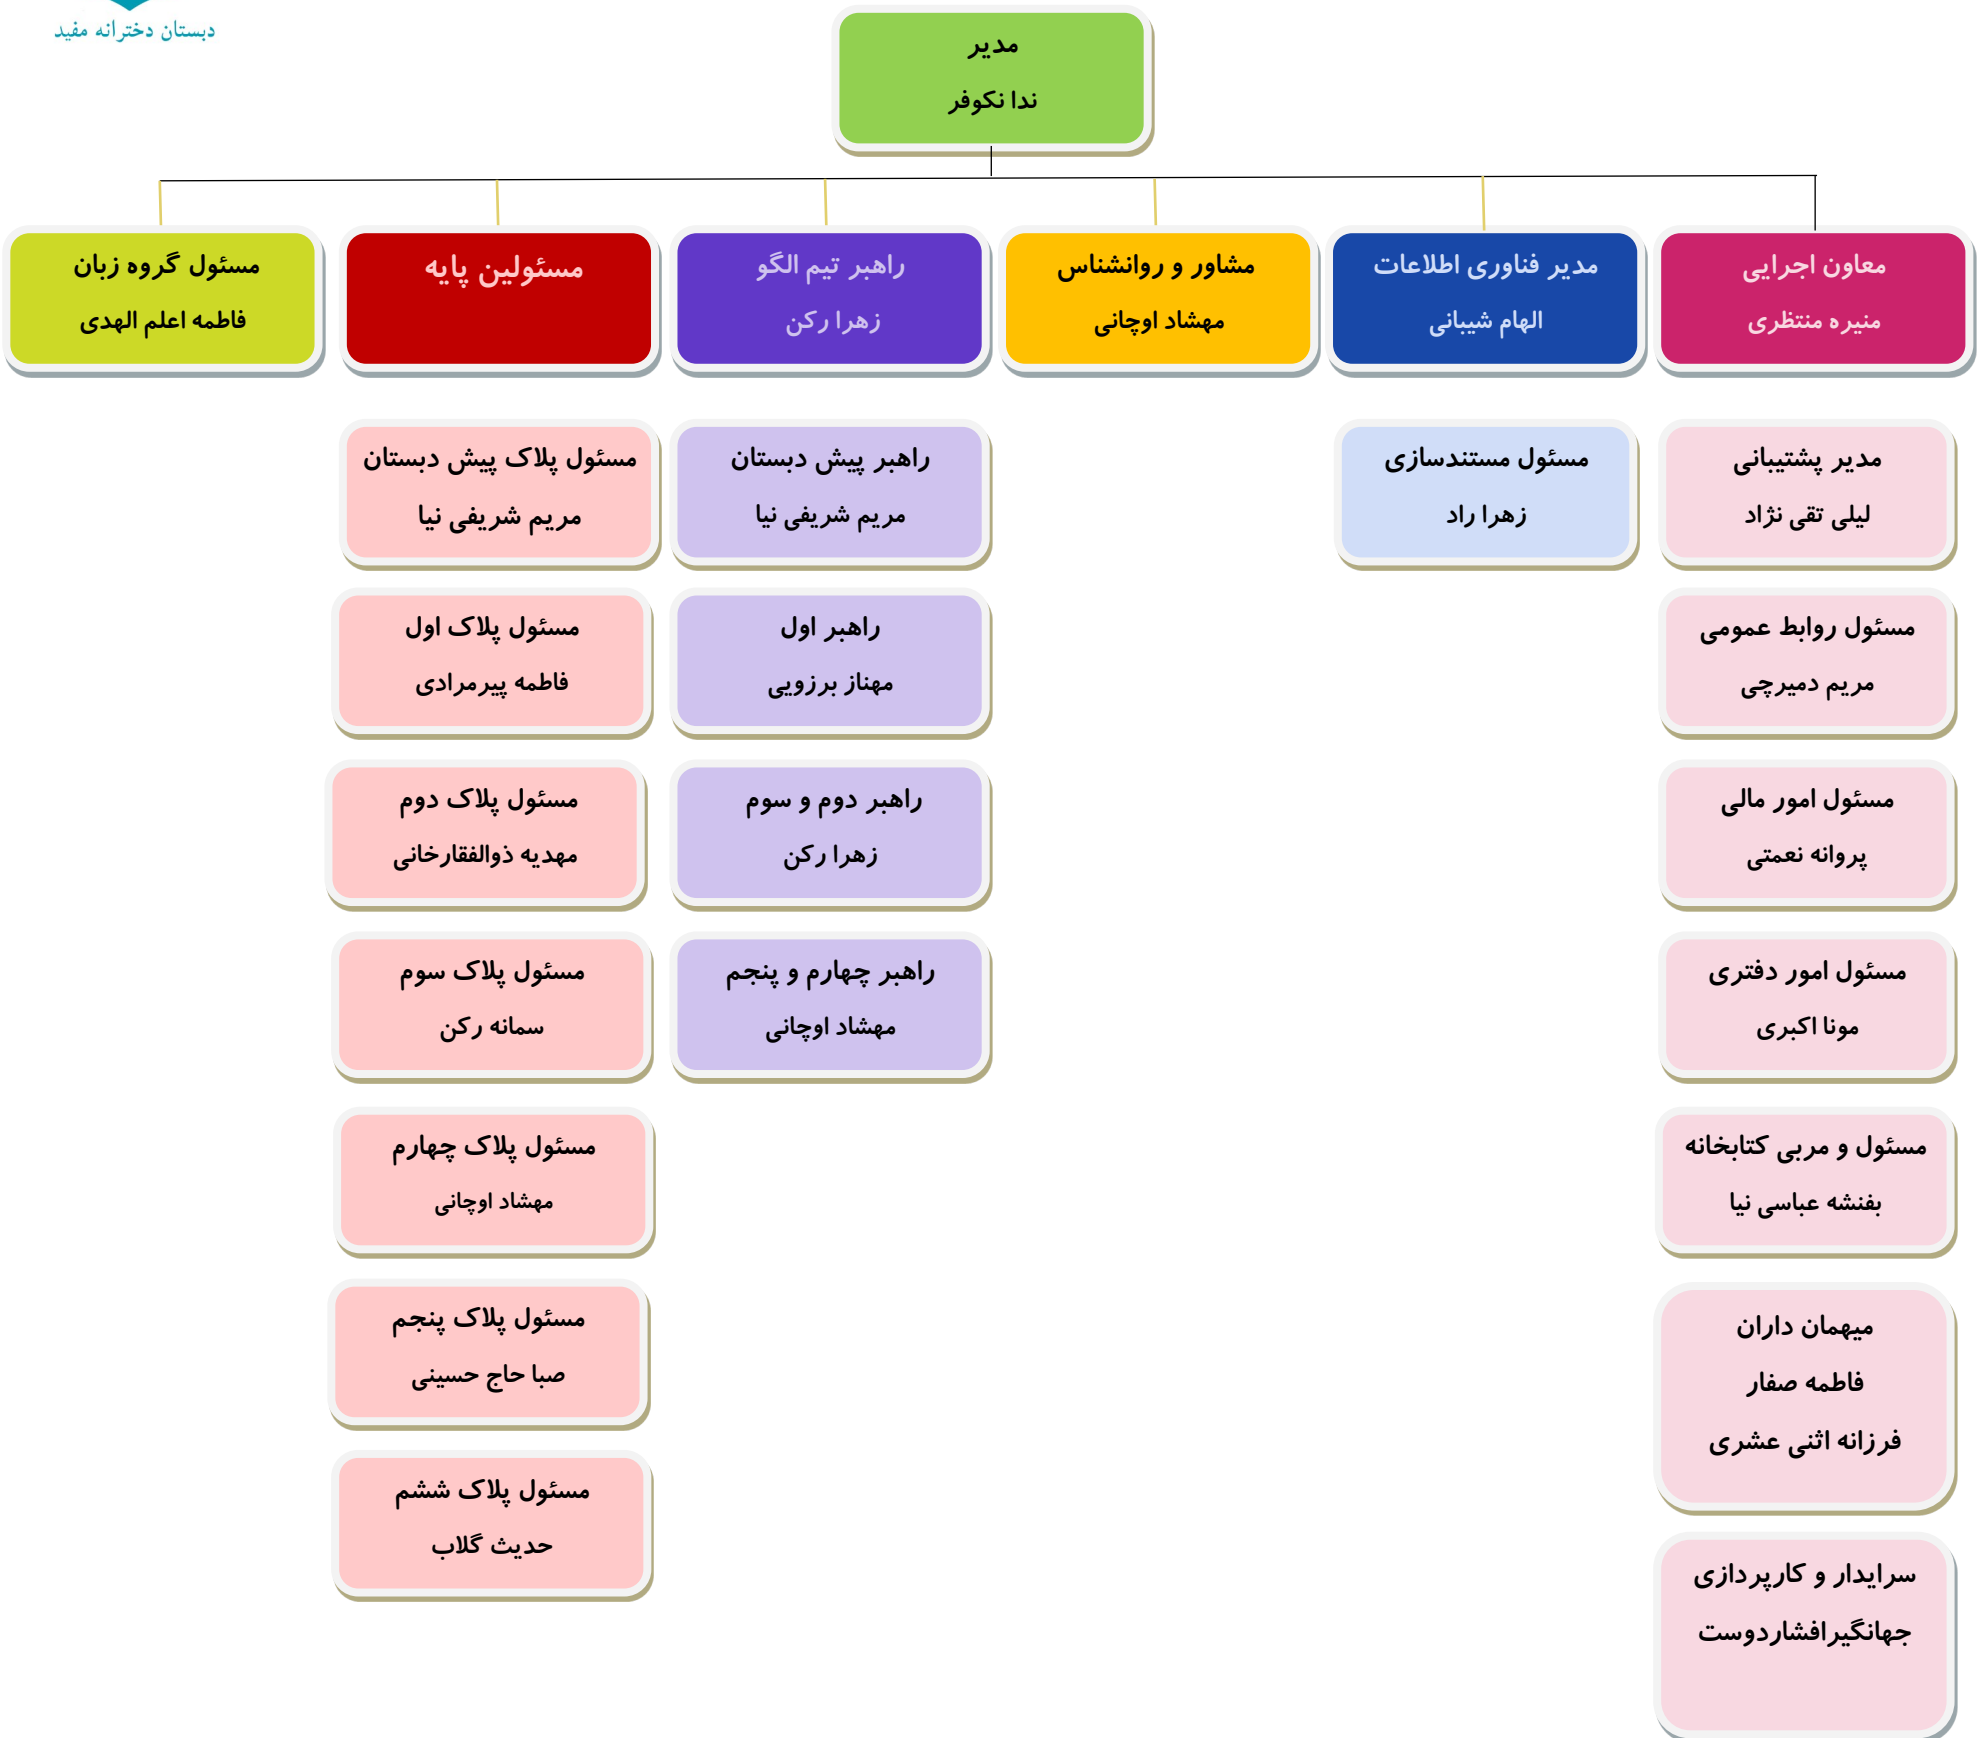 دبستان دخترانه مفید
مدیر
ندا نکوفر
معاون اجرایی
منیره منتظری
مدیر فناوری اطلاعات
الهام شیبانی
مشاور و روانشناس
مهشاد اوچانی
راهبر تیم الگو
زهرا رکن
مسئولین پایه
مسئول گروه زبان
فاطمه اعلم الهدی
مدیر پشتیبانی
لیلی تقی نژاد
مسئول روابط عمومی
مریم دمیرچی
مسئول امور مالی
پروانه نعمتی
مسئول امور دفتری
مونا اکبری
مسئول و مربی کتابخانه
بفنشه عباسی نیا
میهمان داران
فاطمه صفار
فرزانه اثنی عشری
سرایدار و کارپردازی
جهانگیرافشاردوست
مسئول مستندسازی
زهرا راد
راهبر پیش دبستان
مریم شریفی نیا
راهبر اول
مهناز برزویی
راهبر دوم و سوم
زهرا رکن
راهبر چهارم و پنجم
مهشاد اوچانی
مسئول پلاک پیش دبستان
مریم شریفی نیا
مسئول پلاک اول
فاطمه پیرمرادی
مسئول پلاک دوم
مهدیه ذوالفقارخانی
مسئول پلاک سوم
سمانه رکن
مسئول پلاک چهارم
مهشاد اوچانی
مسئول پلاک پنجم
صبا حاج حسینی
مسئول پلاک ششم
حدیث گلاب